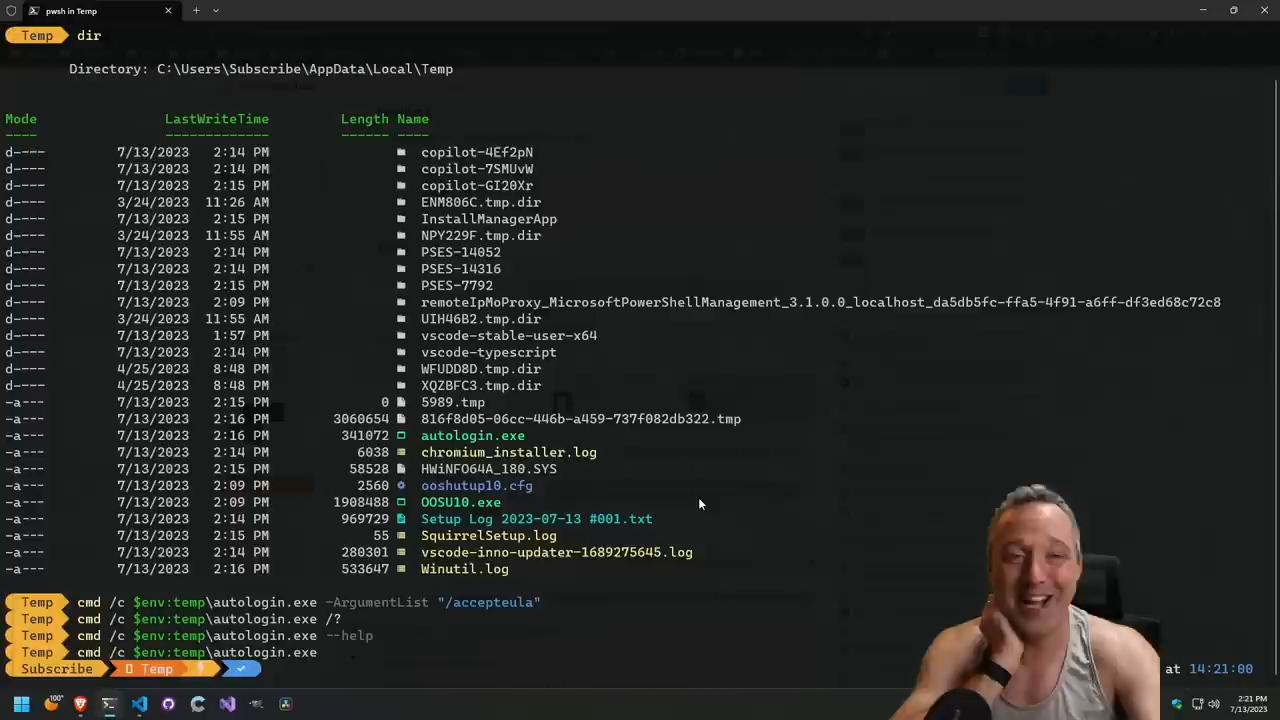 pwsh in Temp
Temp dir
Directory: C:\Users\Subscribe\AppData\Local\Temp
Mode LastWriteTime Length Name
---- ------------- ------ ----
d---- 7/13/2023 2:14 PM copilot-4Ef2pN
d---- 7/13/2023 2:14 PM copilot-7SMUvW
d---- 7/13/2023 2:15 PM copilot-GI20Xr
d---- 3/24/2023 11:26 AM ENM806C.tmp.dir
d---- 7/13/2023 2:15 PM InstallManagerApp
d---- 3/24/2023 11:55 AM NPY229F.tmp.dir
d---- 7/13/2023 2:14 PM PSES-14052
d---- 7/13/2023 2:14 PM PSES-14316
d---- 7/13/2023 2:15 PM PSES-7792
d---- 7/13/2023 2:09 PM remoteIpMoProxy_MicrosoftPowerShellManagement_3.1.0.0_localhost_da5db5fc-ffa5-4f91-a6ff-df3ed68c72c8
d---- 3/24/2023 11:55 AM UIH46B2.tmp.dir
d---- 7/13/2023 1:57 PM vscode-stable-user-x64
d---- 7/13/2023 2:14 PM vscode-typescript
d---- 4/25/2023 8:48 PM WFUDD8D.tmp.dir
d---- 4/25/2023 8:48 PM XQZBFC3.tmp.dir
-a--- 7/13/2023 2:15 PM 0 5989.tmp
-a--- 7/13/2023 2:16 PM 3060654 816f8d05-06cc-446b-a459-737f082db322.tmp
-a--- 7/13/2023 2:16 PM 341072 autologin.exe
-a--- 7/13/2023 2:14 PM 6038 chromium_installer.log
-a--- 7/13/2023 2:15 PM 58528 HWiNFO64A_180.SYS
-a--- 7/13/2023 2:09 PM 2560 ooshutup10.cfg
-a--- 7/13/2023 2:09 PM 1908488 OOSU10.exe
-a--- 7/13/2023 2:14 PM 969729 Setup Log 2023-07-13 #001.txt
-a--- 7/13/2023 2:15 PM 55 SquirrelSetup.log
-a--- 7/13/2023 2:14 PM 280301 vscode-inno-updater-1689275645.log
-a--- 7/13/2023 2:16 PM 533647 Winutil.log
Temp cmd /c $env:temp\autologin.exe -ArgumentList "/accepteula"
Temp cmd /c $env:temp\autologin.exe /?
Temp cmd /c $env:temp\autologin.exe --help
Temp cmd /c $env:temp\autologin.exe
Subscribe Temp at 14:21:00
100°
2:21 PM
7/13/2023